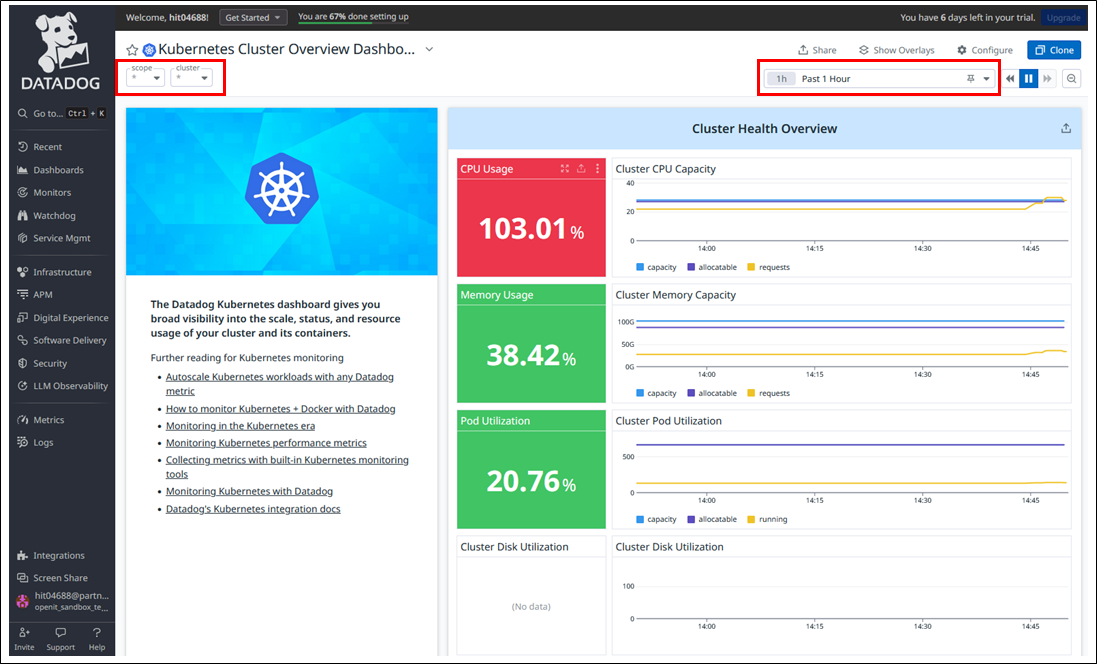 DATADOG
Go to... Ctrl + K
Recent
Dashboards
Monitors
Watchdog
Service Mgmt
Infrastructure
APM
Digital Experience
Software Delivery
Security
LLM Observability
Metrics
Logs
Integrations
Screen Share
hit04688@partn...
openit_sandbox_te...
Invite Support Help
Welcome, hit04688! Get Started You are 67% done setting up
You have 6 days left in your trial. Upgrade
Kubernetes Cluster Overview Dashbo...
Share Show Overlays Configure Clone
scope cluster
* *
1h Past 1 Hour
The Datadog Kubernetes dashboard gives you
broad visibility into the scale, status, and resource
usage of your cluster and its containers.
Further reading for Kubernetes monitoring
• Autoscale Kubernetes workloads with any Datadog
metric
• How to monitor Kubernetes + Docker with Datadog
• Monitoring in the Kubernetes era
• Monitoring Kubernetes performance metrics
• Collecting metrics with built-in Kubernetes monitoring
tools
• Monitoring Kubernetes with Datadog
• Datadog's Kubernetes integration docs
Cluster Health Overview
CPU Usage
103.01%
Cluster CPU Capacity
40
20
0
14:00 14:15 14:30 14:45
capacity allocatable requests
Memory Usage
38.42%
Cluster Memory Capacity
100G
50G
0G
14:00 14:15 14:30 14:45
capacity allocatable requests
Pod Utilization
20.76%
Cluster Pod Utilization
500
0
14:00 14:15 14:30 14:45
capacity allocatable running
Cluster Disk Utilization
(No data)
Cluster Disk Utilization
100
0
14:00 14:15 14:30 14:45